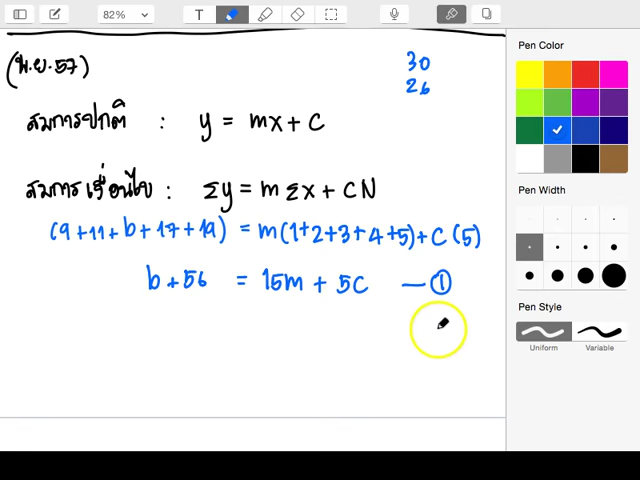 82%
T
(พ.ย.57)
30
26
สมการปกติ : y = mx + C
สมการเงื่อนไข : Σy = mΣx + CN
(9+11+b+17+19) = m(1+2+3+4+5)+C(5)
b+56 = 15m + 5C —①
Pen Color
Pen Width
Pen Style
Uniform
Variable